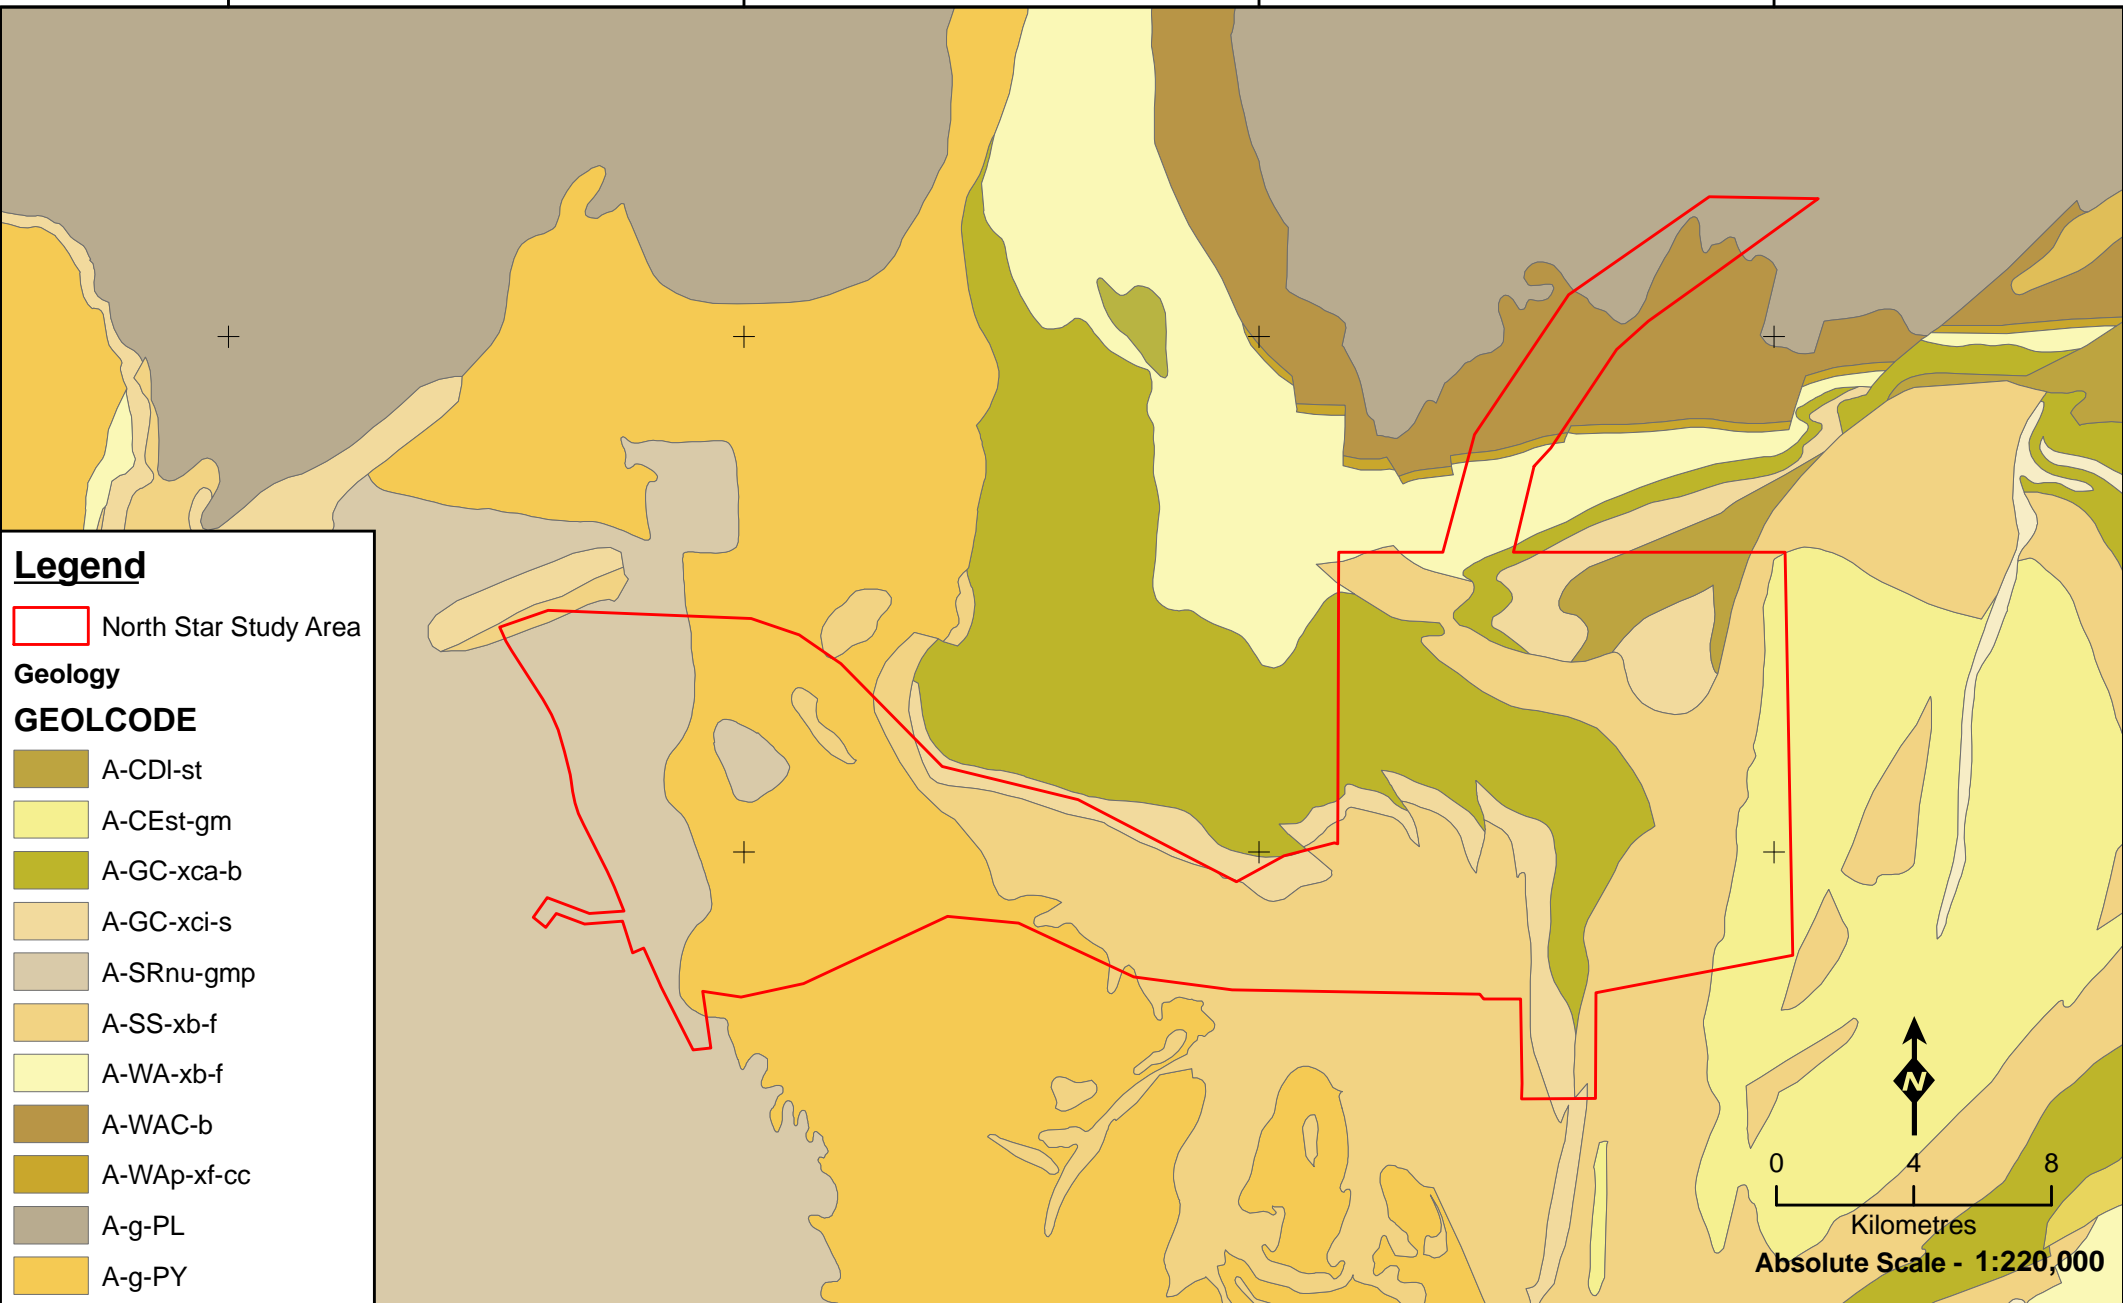 Legend
North Star Study Area
Geology
GEOLCODE
A-CDl-st
A-CEst-gm
A-GC-xca-b
A-GC-xci-s
A-SRnu-gmp
A-SS-xb-f
A-WA-xb-f
A-WAC-b
A-WAp-xf-cc
A-g-PL
A-g-PY
N
0 4 8
Kilometres
Absolute Scale - 1:220,000